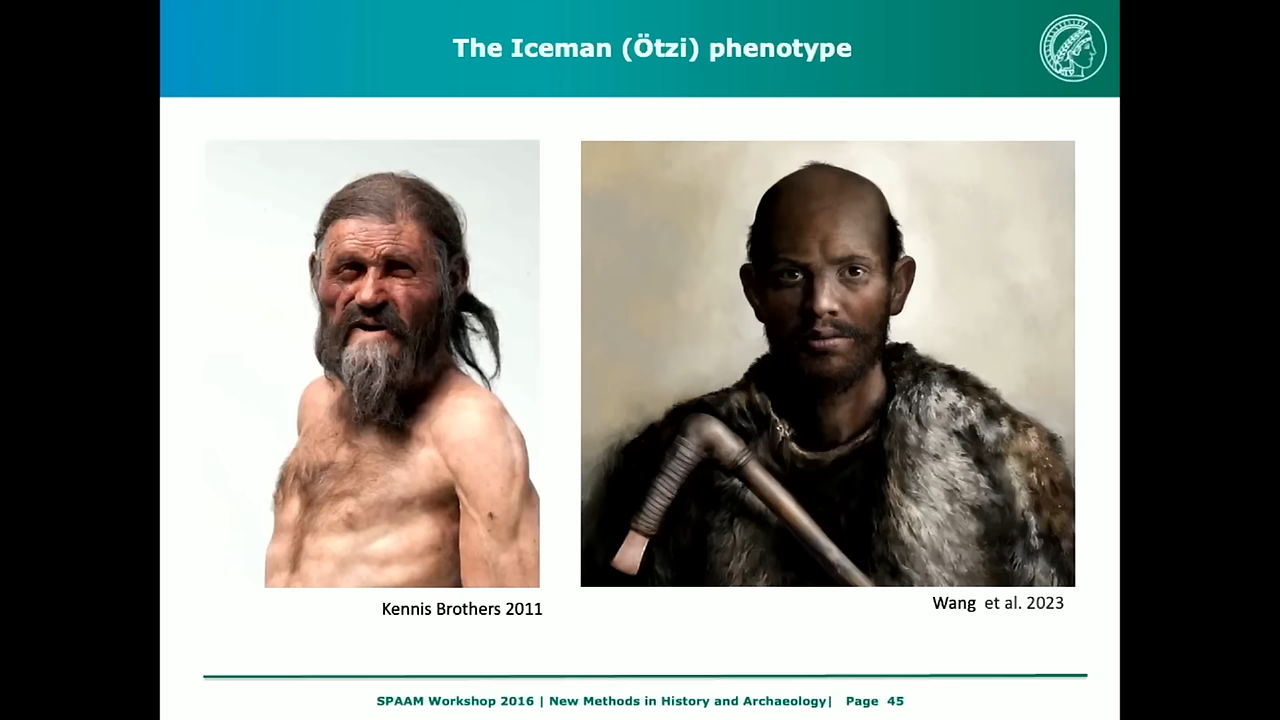 The Iceman (Ötzi) phenotype
Kennis Brothers 2011
Wang et al. 2023
SPAAM Workshop 2016 | New Methods in History and Archaeology| Page 45